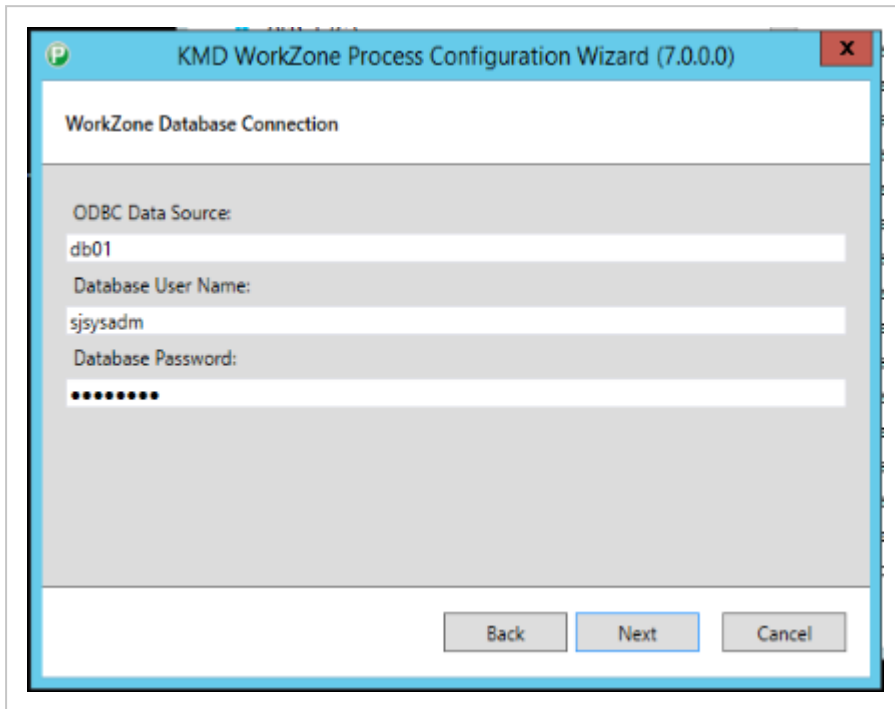 KMD WorkZone Process Configuration Wizard (7.0.0.0)
x
WorkZone Database Connection
ODBC Data Source:
db01
Database User Name:
sjsysadm
Database Password:
••••••••
Back Next Cancel